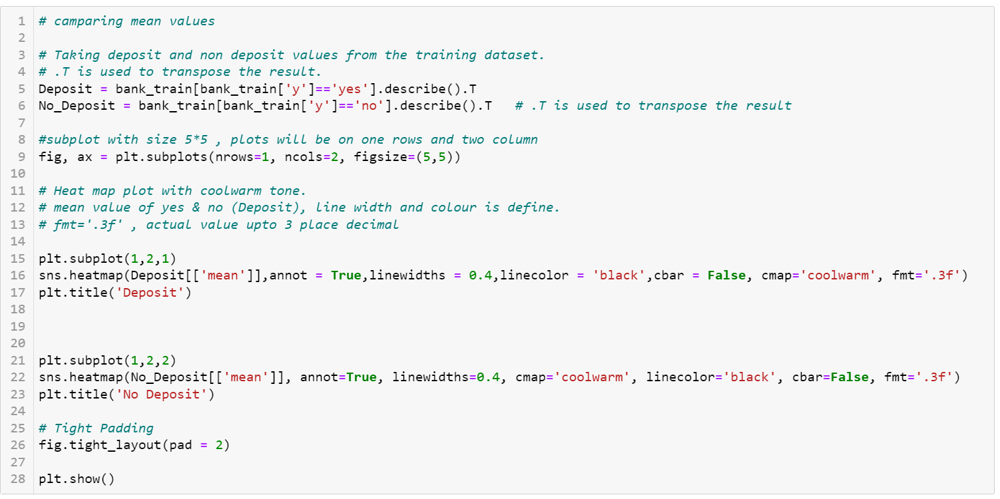 1 # camparing mean values
2
3 # Taking deposit and non deposit values from the training dataset.
4 # .T is used to transpose the result.
5 Deposit = bank_train[bank_train['y']=='yes'].describe().T
6 No_Deposit = bank_train[bank_train['y']=='no'].describe().T   # .T is used to transpose the result
7
8 #subplot with size 5*5 , plots will be on one rows and two column
9 fig, ax = plt.subplots(nrows=1, ncols=2, figsize=(5,5))
10
11 # Heat map plot with coolwarm tone.
12 # mean value of yes & no (Deposit), line width and colour is define.
13 # fmt='.3f' , actual value upto 3 place decimal
14
15 plt.subplot(1,2,1)
16 sns.heatmap(Deposit[['mean']],annot = True,linewidths = 0.4,linecolor = 'black',cbar = False, cmap='coolwarm', fmt='.3f')
17 plt.title('Deposit')
18
19
20
21 plt.subplot(1,2,2)
22 sns.heatmap(No_Deposit[['mean']], annot=True, linewidths=0.4, cmap='coolwarm', linecolor='black', cbar=False, fmt='.3f')
23 plt.title('No Deposit')
24
25 # Tight Padding
26 fig.tight_layout(pad = 2)
27
28 plt.show()